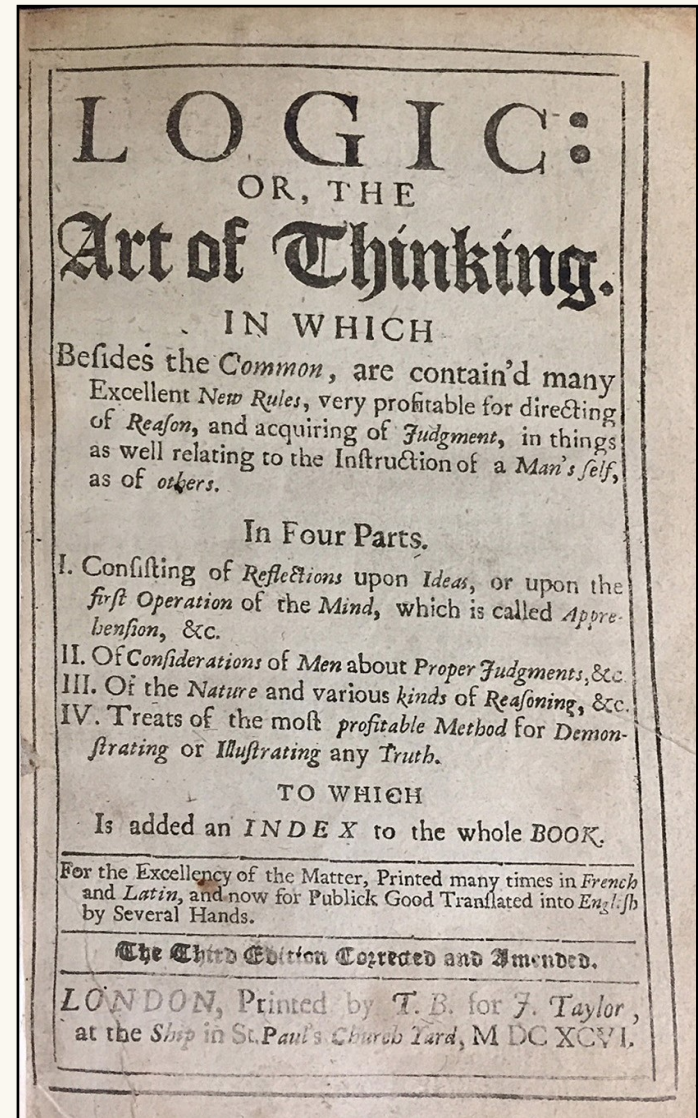 LOGIC:
OR, THE
Art of Thinking.
IN WHICH
Beſides the Common, are contain'd many
Excellent New Rules, very profitable for directing
of Reaſon, and acquiring of Judgment, in things
as well relating to the Inſtruction of a Man's ſelf,
as of others.
In Four Parts.
I. Conſiſting of Reflections upon Ideas, or upon the
firſt Operation of the Mind, which is called Appre-
henſion, &c.
II. Of Conſiderations of Men about Proper Judgments, &c.
III. Of the Nature and various kinds of Reaſoning, &c.
IV. Treats of the moſt profitable Method for Demon-
ſtrating or Illuſtrating any Truth.
TO WHICH
Is added an INDEX to the whole BOOK.
For the Excellency of the Matter, Printed many times in French
and Latin, and now for Publick Good Tranſlated into Engliſh
by Several Hands.
The Third Edition Corrected and Amended.
LONDON, Printed by T. B. for J. Taylor,
at the Ship in St. Paul's Church Yard, M DC XCVI.